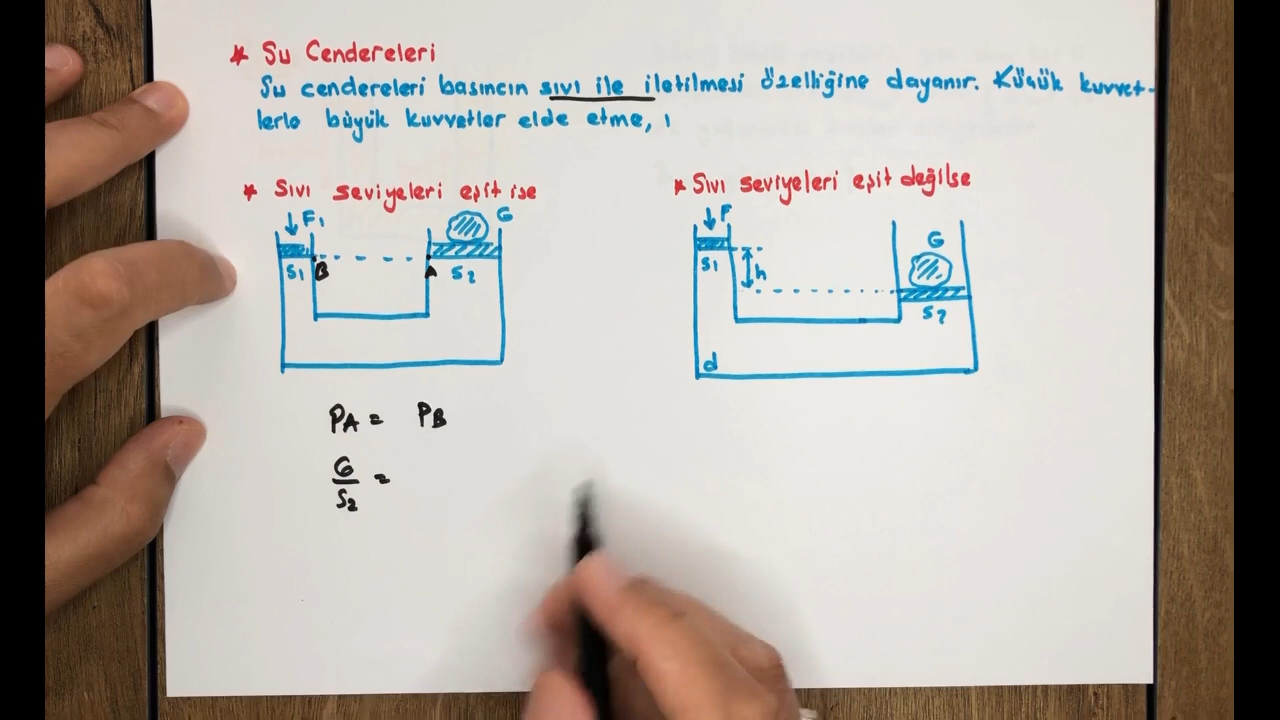 * Su Cendereleri
Su cendereleri basıncın sıvı ile iletilmesi özelliğine dayanır. Küçük kuvvet-
lerle büyük kuvvetler elde etme, ı
* Sıvı seviyeleri eşit ise
* Sıvı seviyeleri eşit değilse
F1 G
S1 B A S2
F G
S1 h
S2
d
PA = PB
G/S2 =